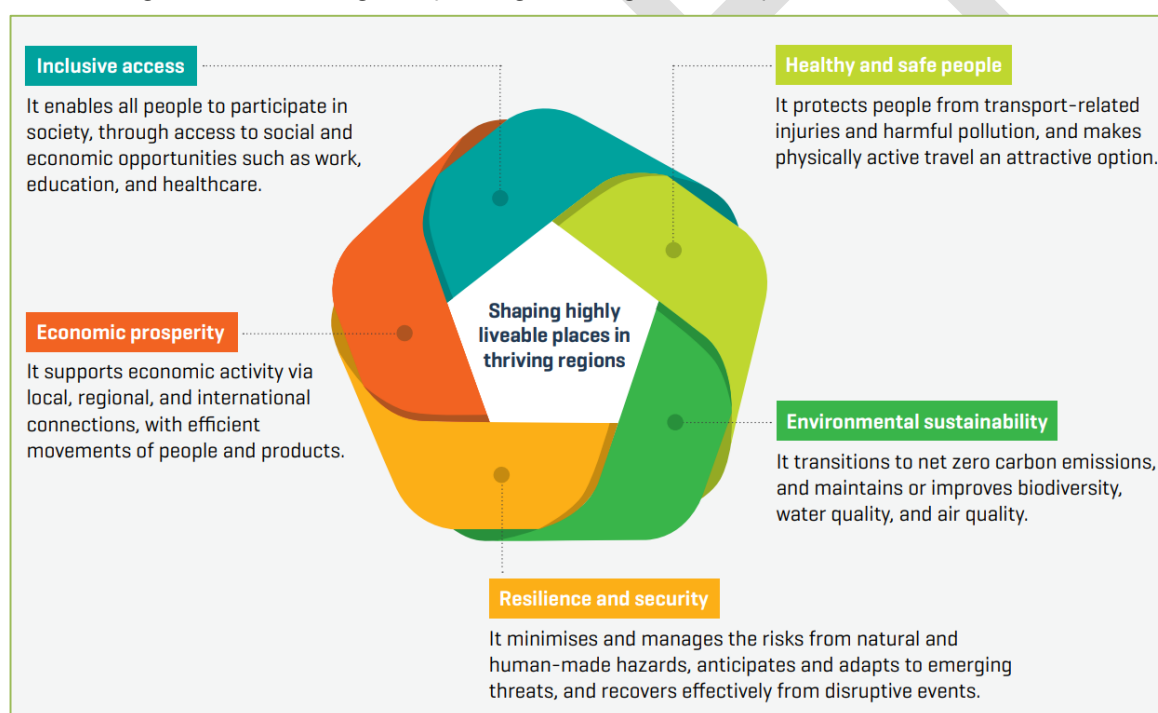 Inclusive access
It enables all people to participate in
society, through access to social and
economic opportunities such as work,
education, and healthcare.
Healthy and safe people
It protects people from transport-related
injuries and harmful pollution, and makes
physically active travel an attractive option.
Shaping highly
liveable places in
thriving regions
Economic prosperity
It supports economic activity via
local, regional, and international
connections, with efficient
movements of people and products.
Environmental sustainability
It transitions to net zero carbon emissions,
and maintains or improves biodiversity,
water quality, and air quality.
Resilience and security
It minimises and manages the risks from natural and
human-made hazards, anticipates and adapts to emerging
threats, and recovers effectively from disruptive events.